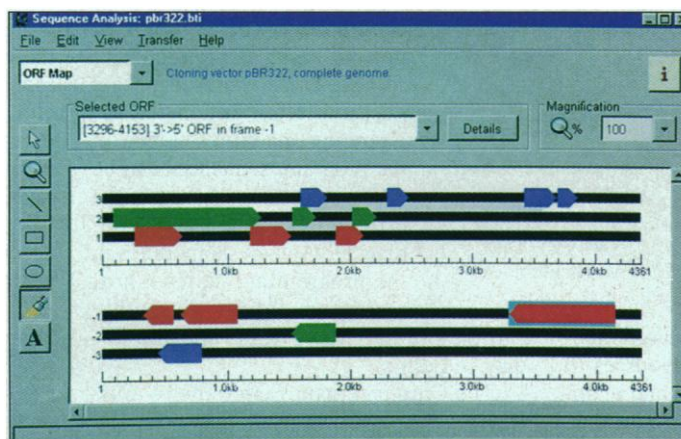 Sequence Analysis: pbr322.bti
File Edit View Transfer Help
ORF Map
Cloning vector pBR322, complete genome.
i
Selected ORF
[3296-4153] 3'->5' ORF in frame -1
Details
Magnification
% 100
3
2
1
1 1.0kb 2.0kb 3.0kb 4.0kb 4361
-1
-2
-3
1 1.0kb 2.0kb 3.0kb 4.0kb 4361
A